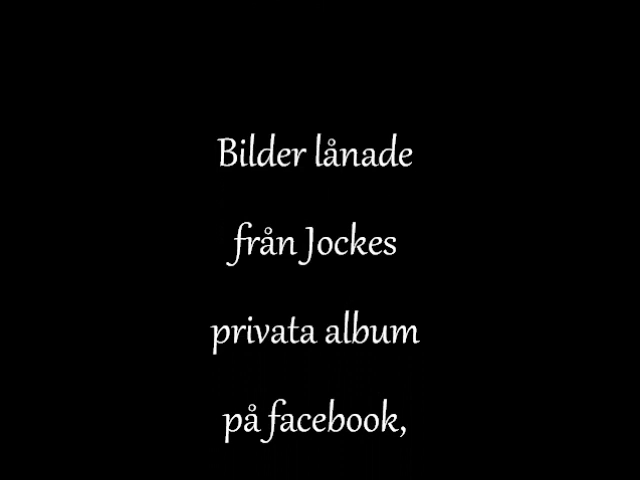 Bilder lånade
från Jockes
privata album
på facebook,